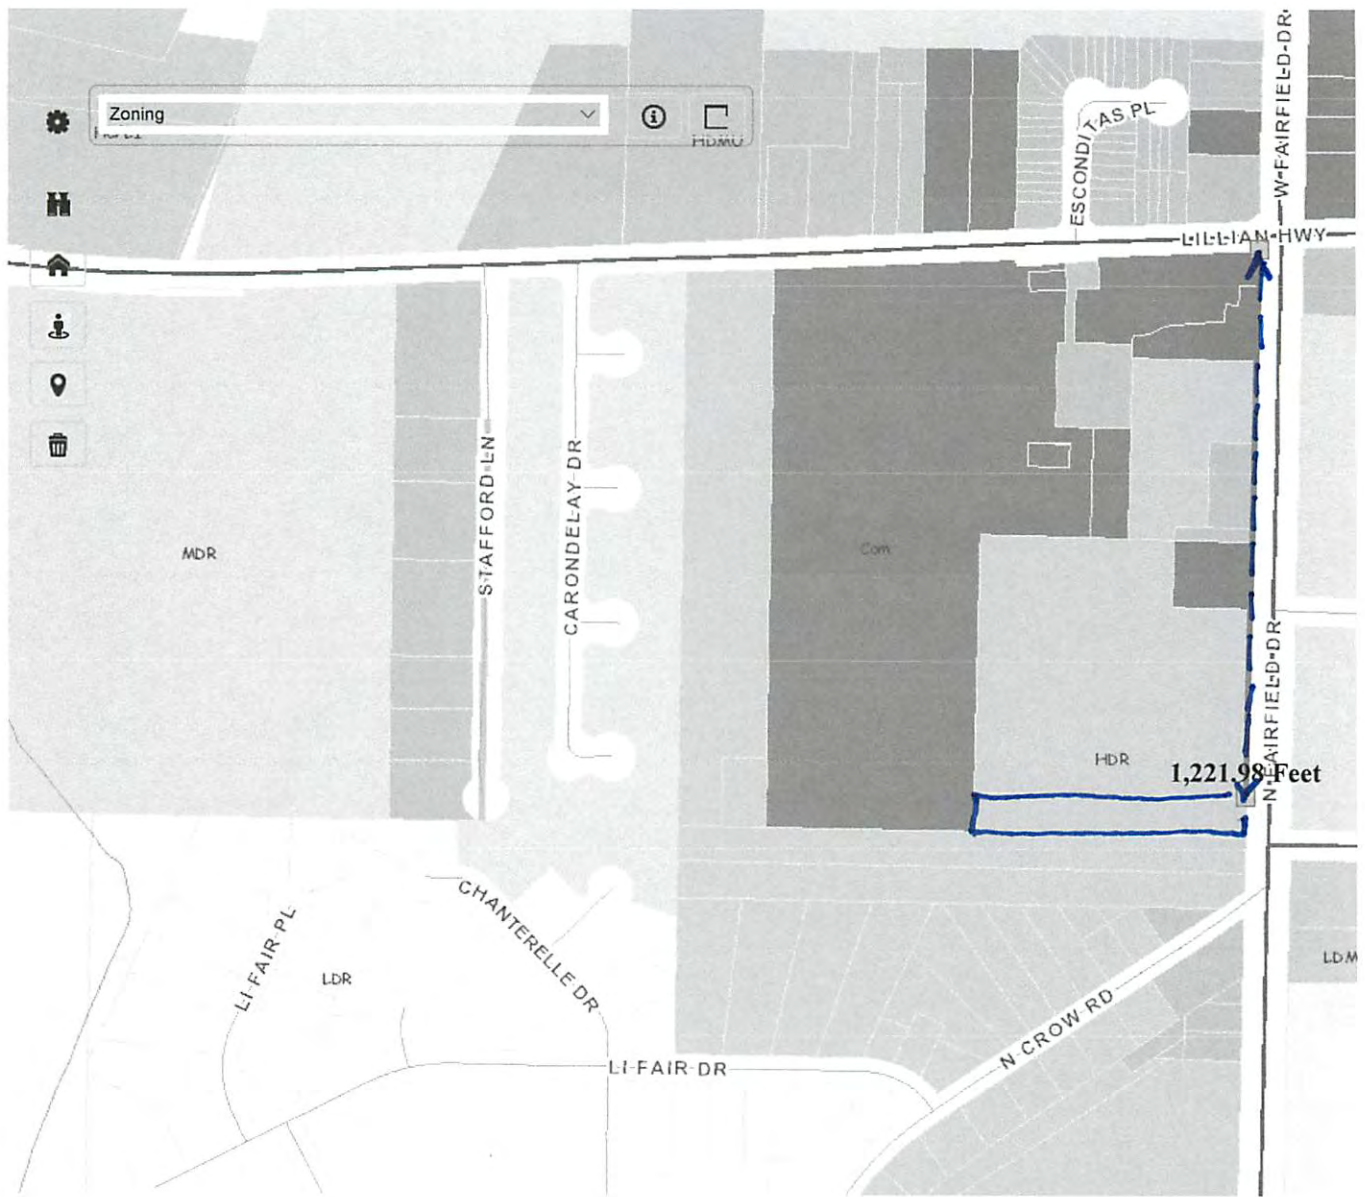 Zoning
HDMU
ESCONDITAS PL
W-FAIRFIELD-DR
LILLIAN-HWY
STAFFORD-LN
CARONDELAY-DR
MDR
Com
N-FAIRFIELD-DR
HDR
1,221.98 Feet
CHANTERELLE DR
LI-FAIR-PL
LDR
LDM
N-CROW-RD
LI-FAIR-DR